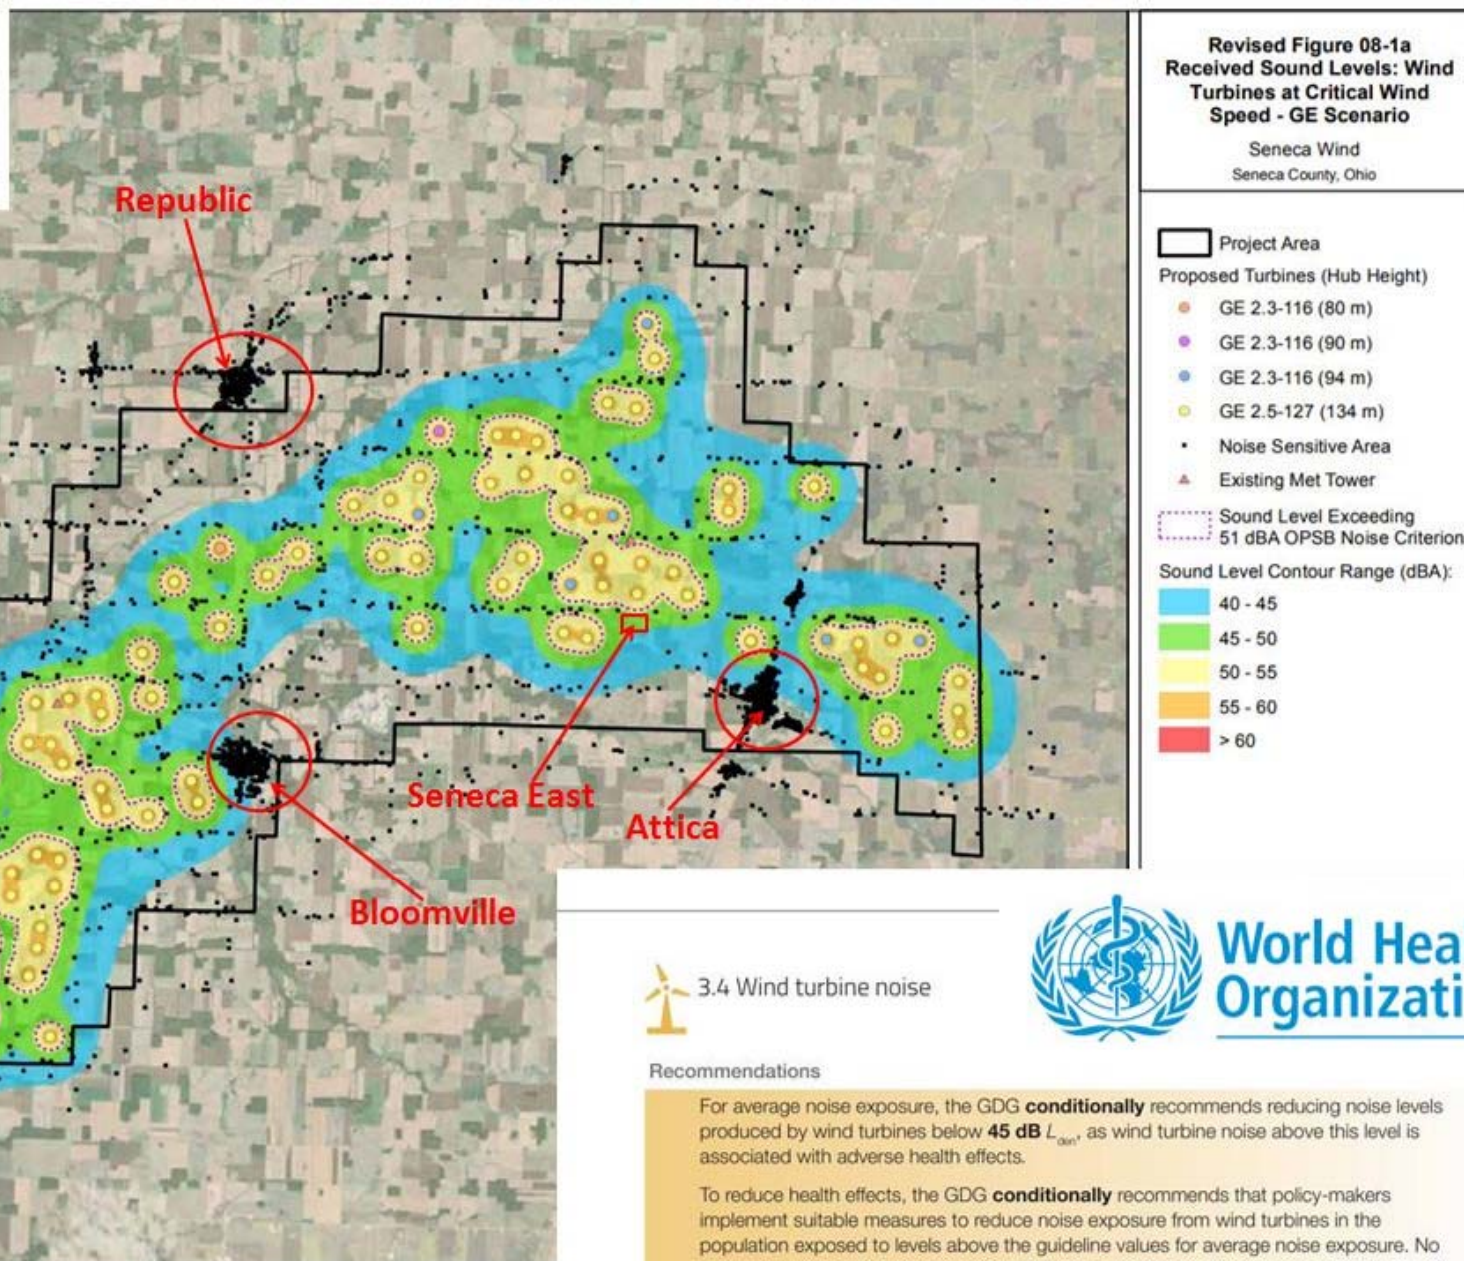 Revised Figure 08-1a
Received Sound Levels: Wind
Turbines at Critical Wind
Speed - GE Scenario
Seneca Wind
Seneca County, Ohio
Project Area
Proposed Turbines (Hub Height)
GE 2.3-116 (80 m)
GE 2.3-116 (90 m)
GE 2.3-116 (94 m)
GE 2.5-127 (134 m)
Noise Sensitive Area
Existing Met Tower
Sound Level Exceeding
51 dBA OPSB Noise Criterion
Sound Level Contour Range (dBA):
40 - 45
45 - 50
50 - 55
55 - 60
> 60
Republic
Seneca East
Attica
Bloomville
World Hea
Organizati
3.4 Wind turbine noise
Recommendations
For average noise exposure, the GDG conditionally recommends reducing noise levels
produced by wind turbines below 45 dB Lden, as wind turbine noise above this level is
associated with adverse health effects.
To reduce health effects, the GDG conditionally recommends that policy-makers
implement suitable measures to reduce noise exposure from wind turbines in the
population exposed to levels above the guideline values for average noise exposure. No